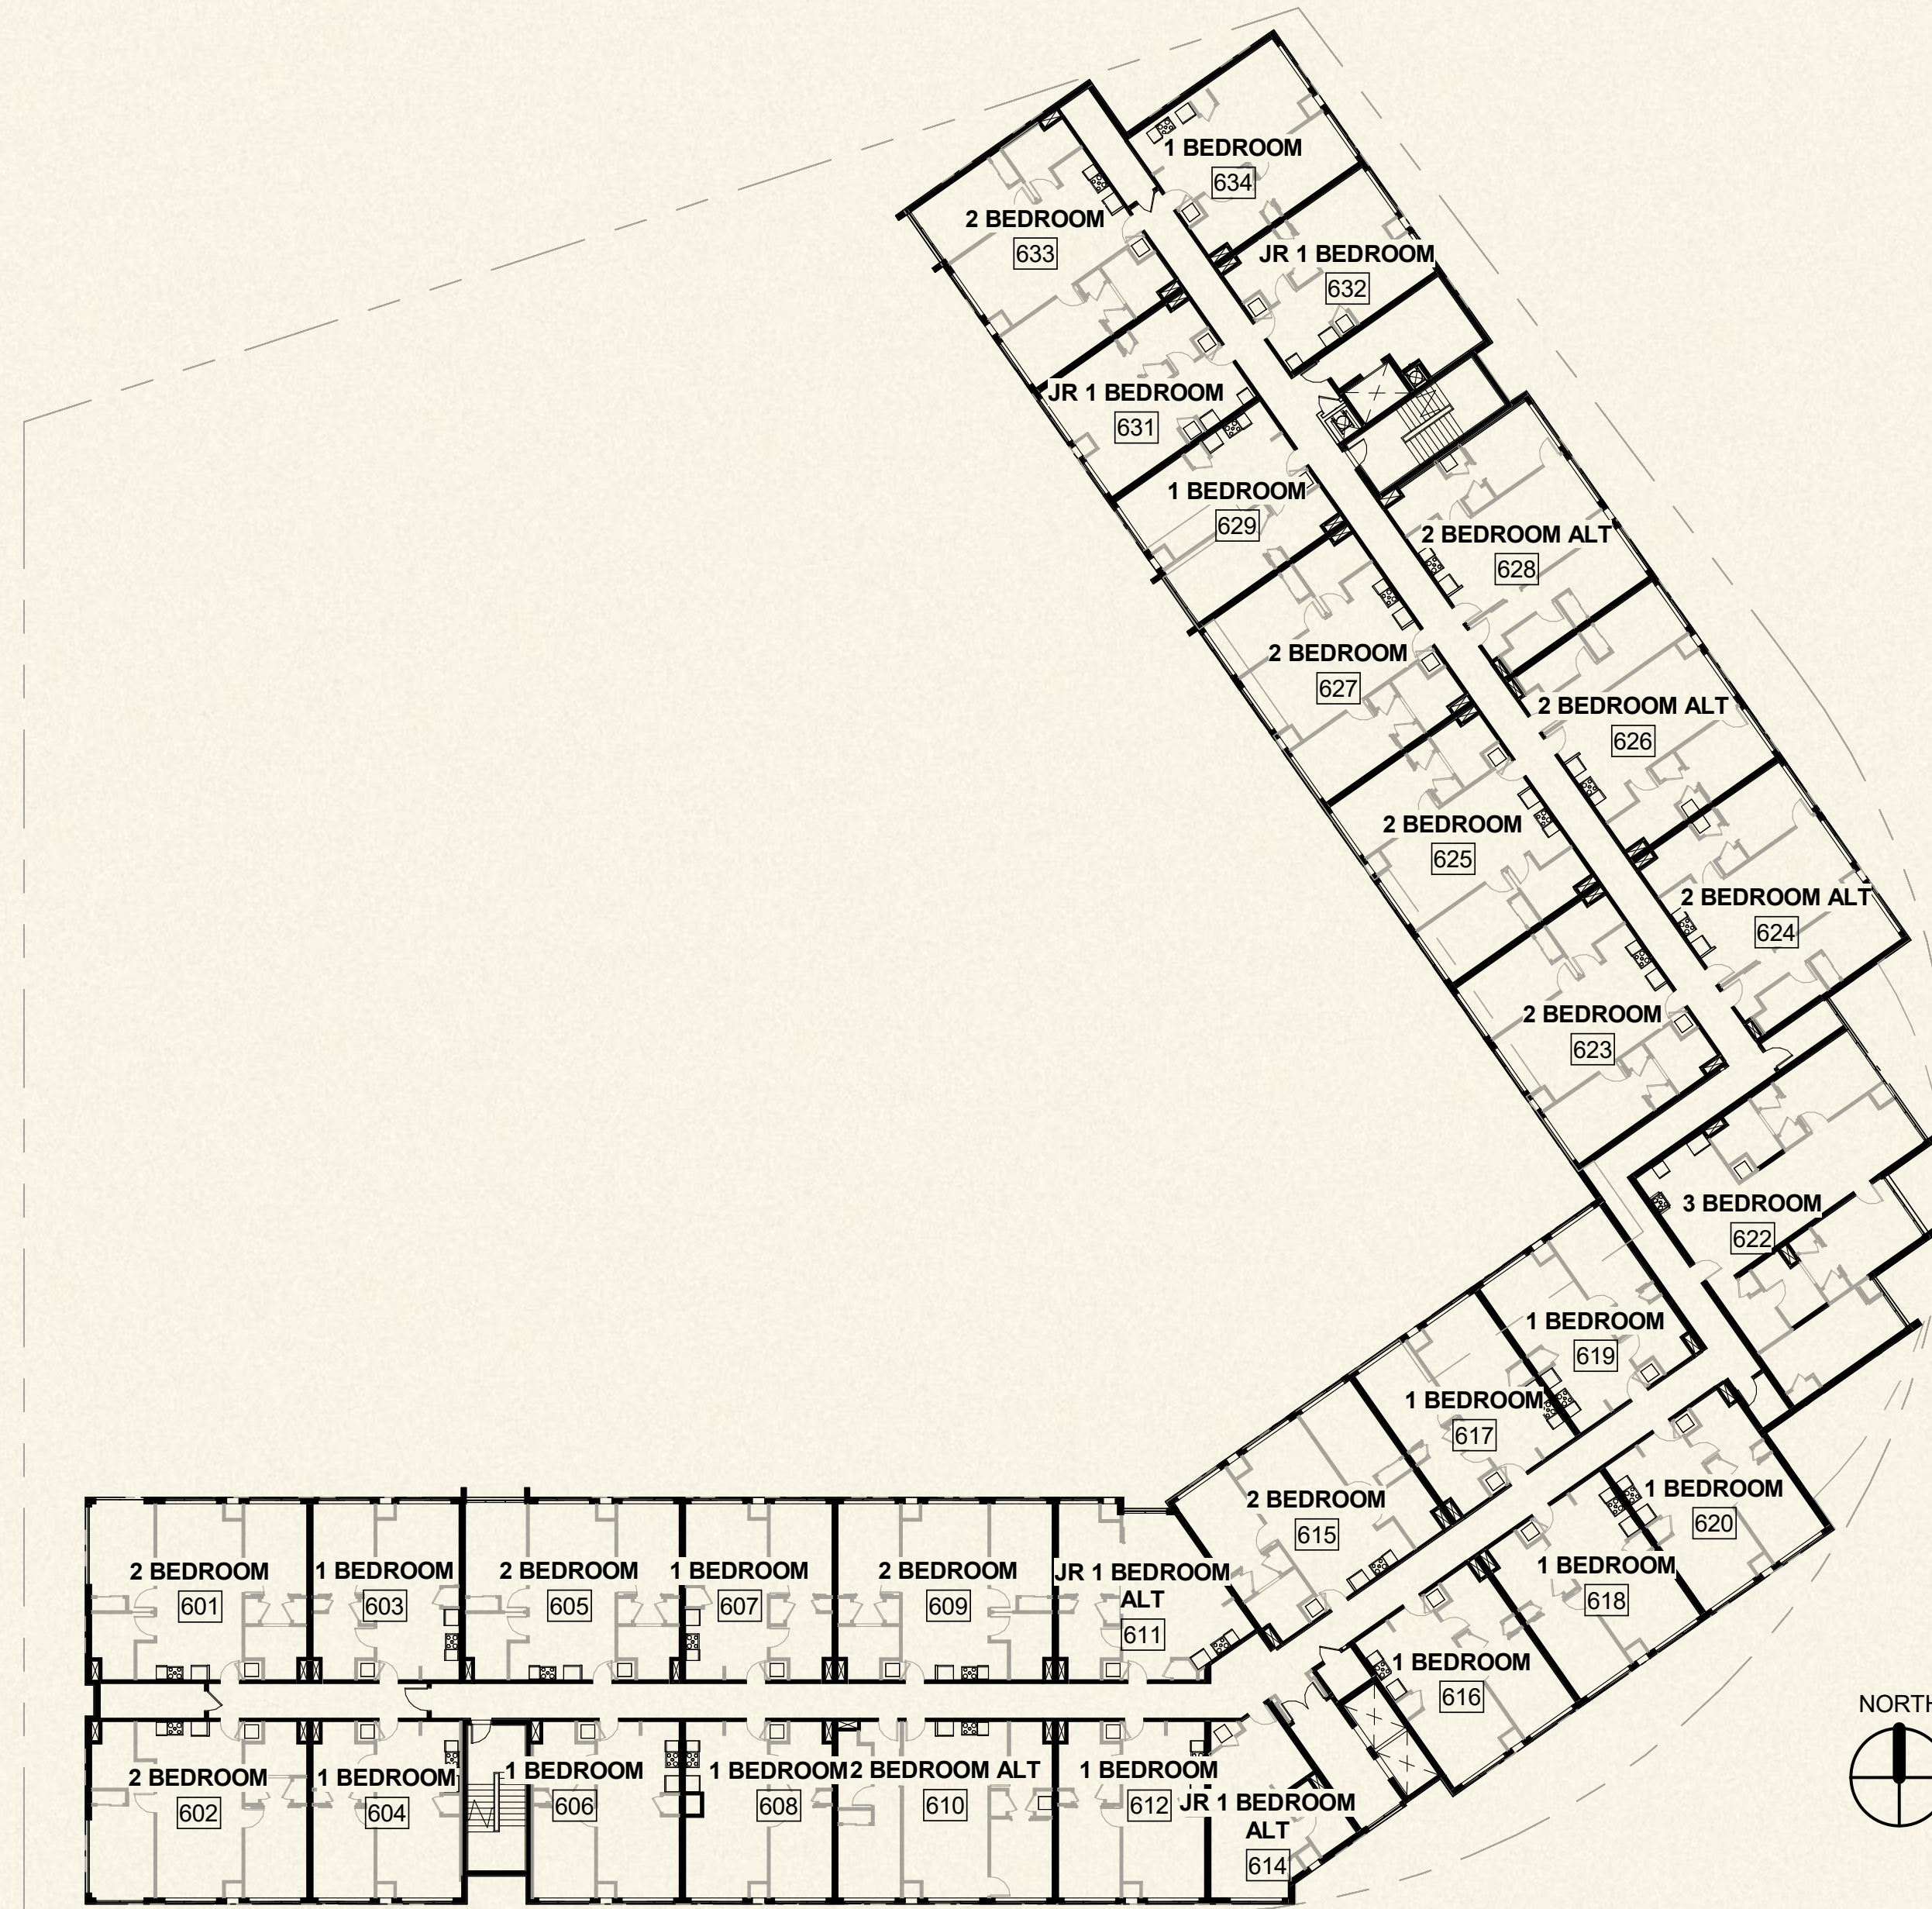 1 BEDROOM
634
2 BEDROOM
633
JR 1 BEDROOM
632
JR 1 BEDROOM
631
1 BEDROOM
629
2 BEDROOM ALT
628
2 BEDROOM
627
2 BEDROOM ALT
626
2 BEDROOM
625
2 BEDROOM ALT
624
2 BEDROOM
623
3 BEDROOM
622
1 BEDROOM
619
1 BEDROOM
617
2 BEDROOM
615
1 BEDROOM
620
1 BEDROOM
618
1 BEDROOM
616
2 BEDROOM
601
1 BEDROOM
603
2 BEDROOM
605
1 BEDROOM
607
2 BEDROOM
609
JR 1 BEDROOM
ALT
611
2 BEDROOM
602
1 BEDROOM
604
1 BEDROOM
606
1 BEDROOM
608
2 BEDROOM ALT
610
1 BEDROOM
612
JR 1 BEDROOM
ALT
614
NORTH